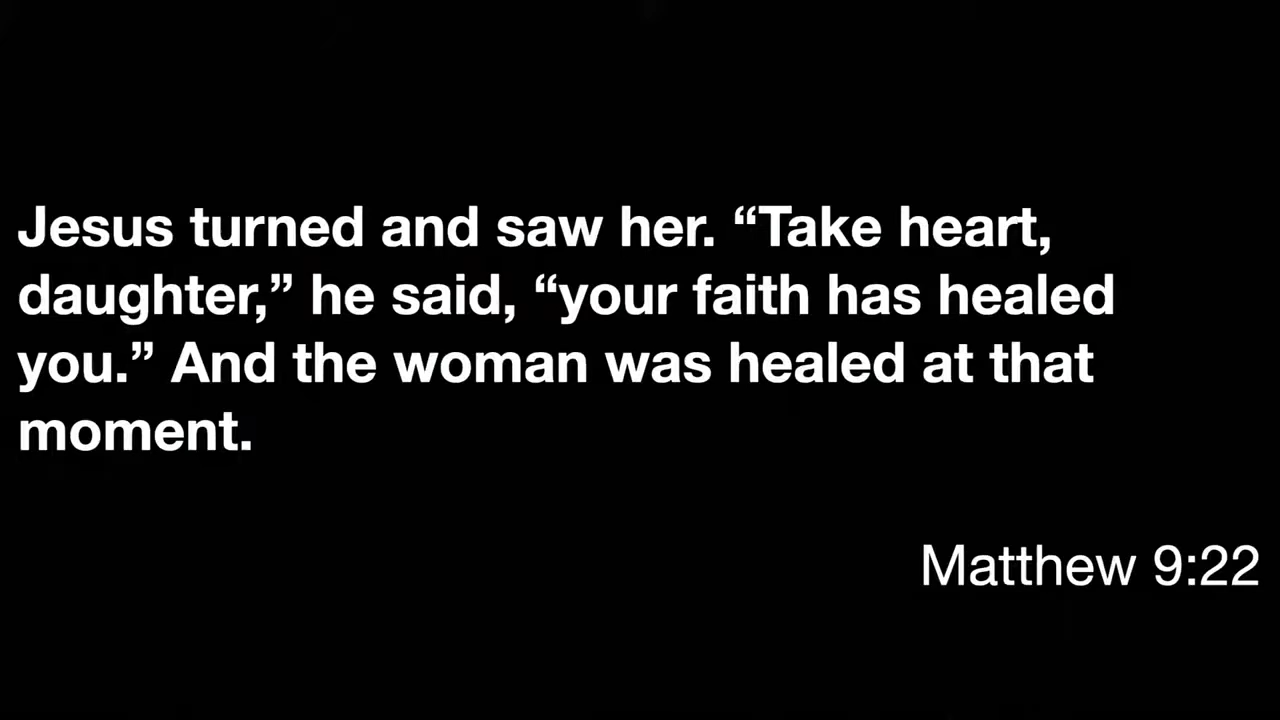 Jesus turned and saw her. “Take heart,
daughter,” he said, “your faith has healed
you.” And the woman was healed at that
moment.
Matthew 9:22